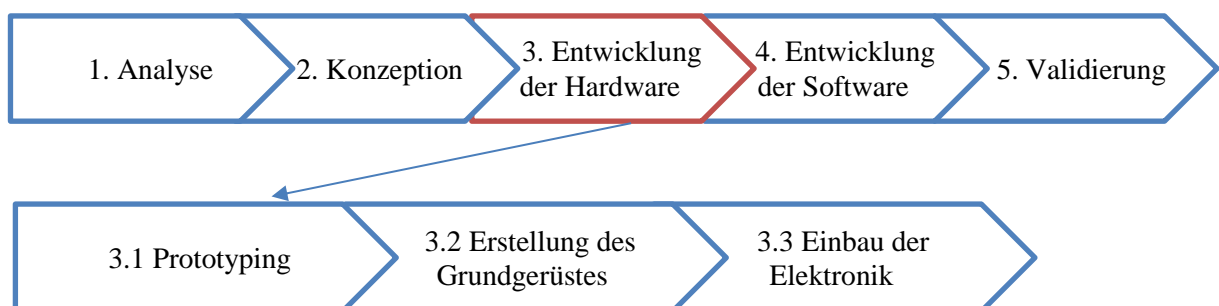 1. Analyse
2. Konzeption
3. Entwicklung
der Hardware
4. Entwicklung
der Software
5. Validierung
3.1 Prototyping
3.2 Erstellung des
Grundgerüstes
3.3 Einbau der
Elektronik